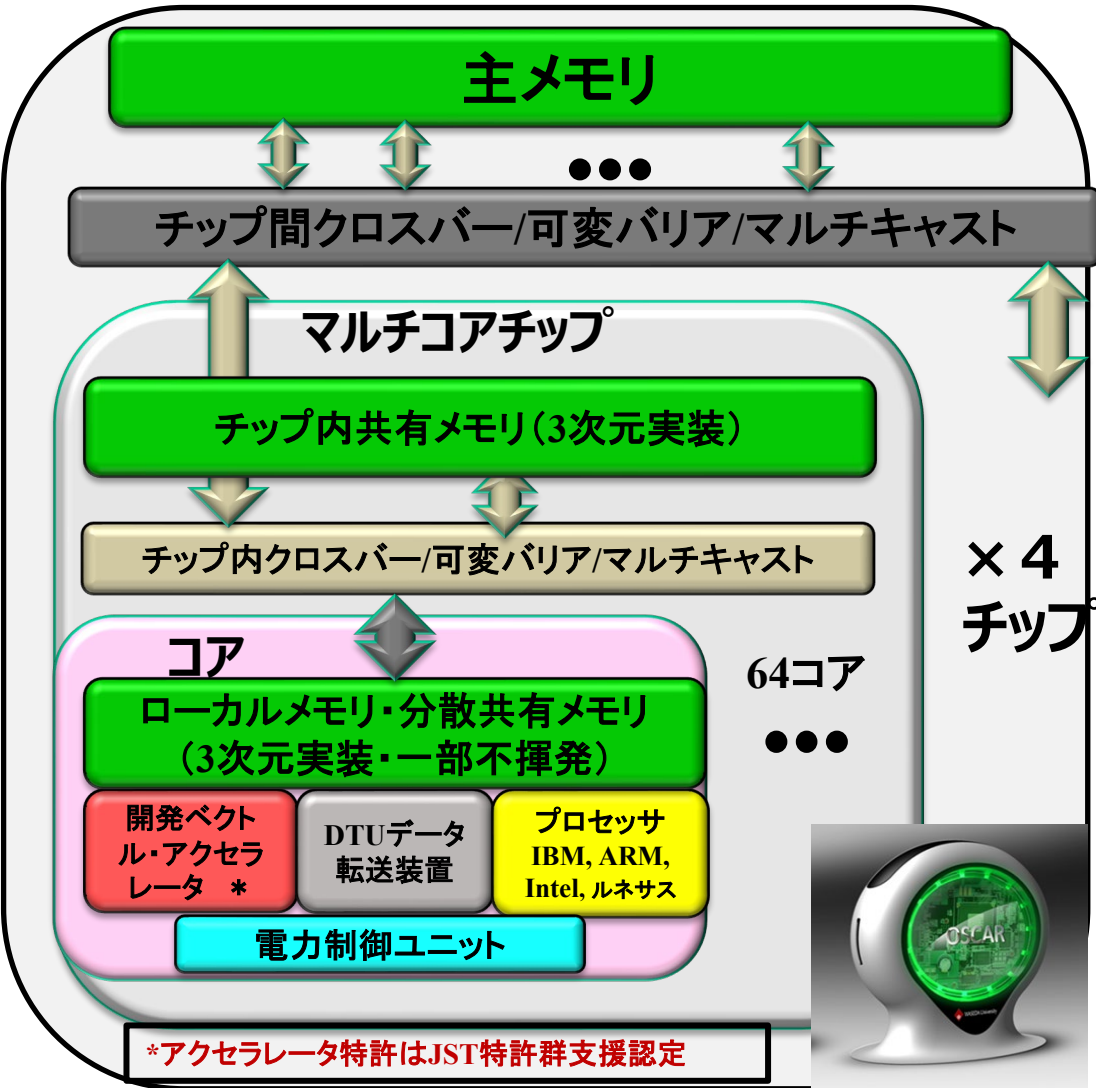 主メモリ
●●●
チップ間クロスバー/可変バリア/マルチキャスト
マルチコアチップ
チップ内共有メモリ(3次元実装)
チップ内クロスバー/可変バリア/マルチキャスト
×4
チップ
コア
64コア
●●●
ローカルメモリ・分散共有メモリ
(3次元実装・一部不揮発)
開発ベクト
ル・アクセラ
レータ *
DTUデータ
転送装置
プロセッサ
IBM, ARM,
Intel, ルネサス
電力制御ユニット
OSCAR
WASEDA University
*アクセラレータ特許はJST特許群支援認定